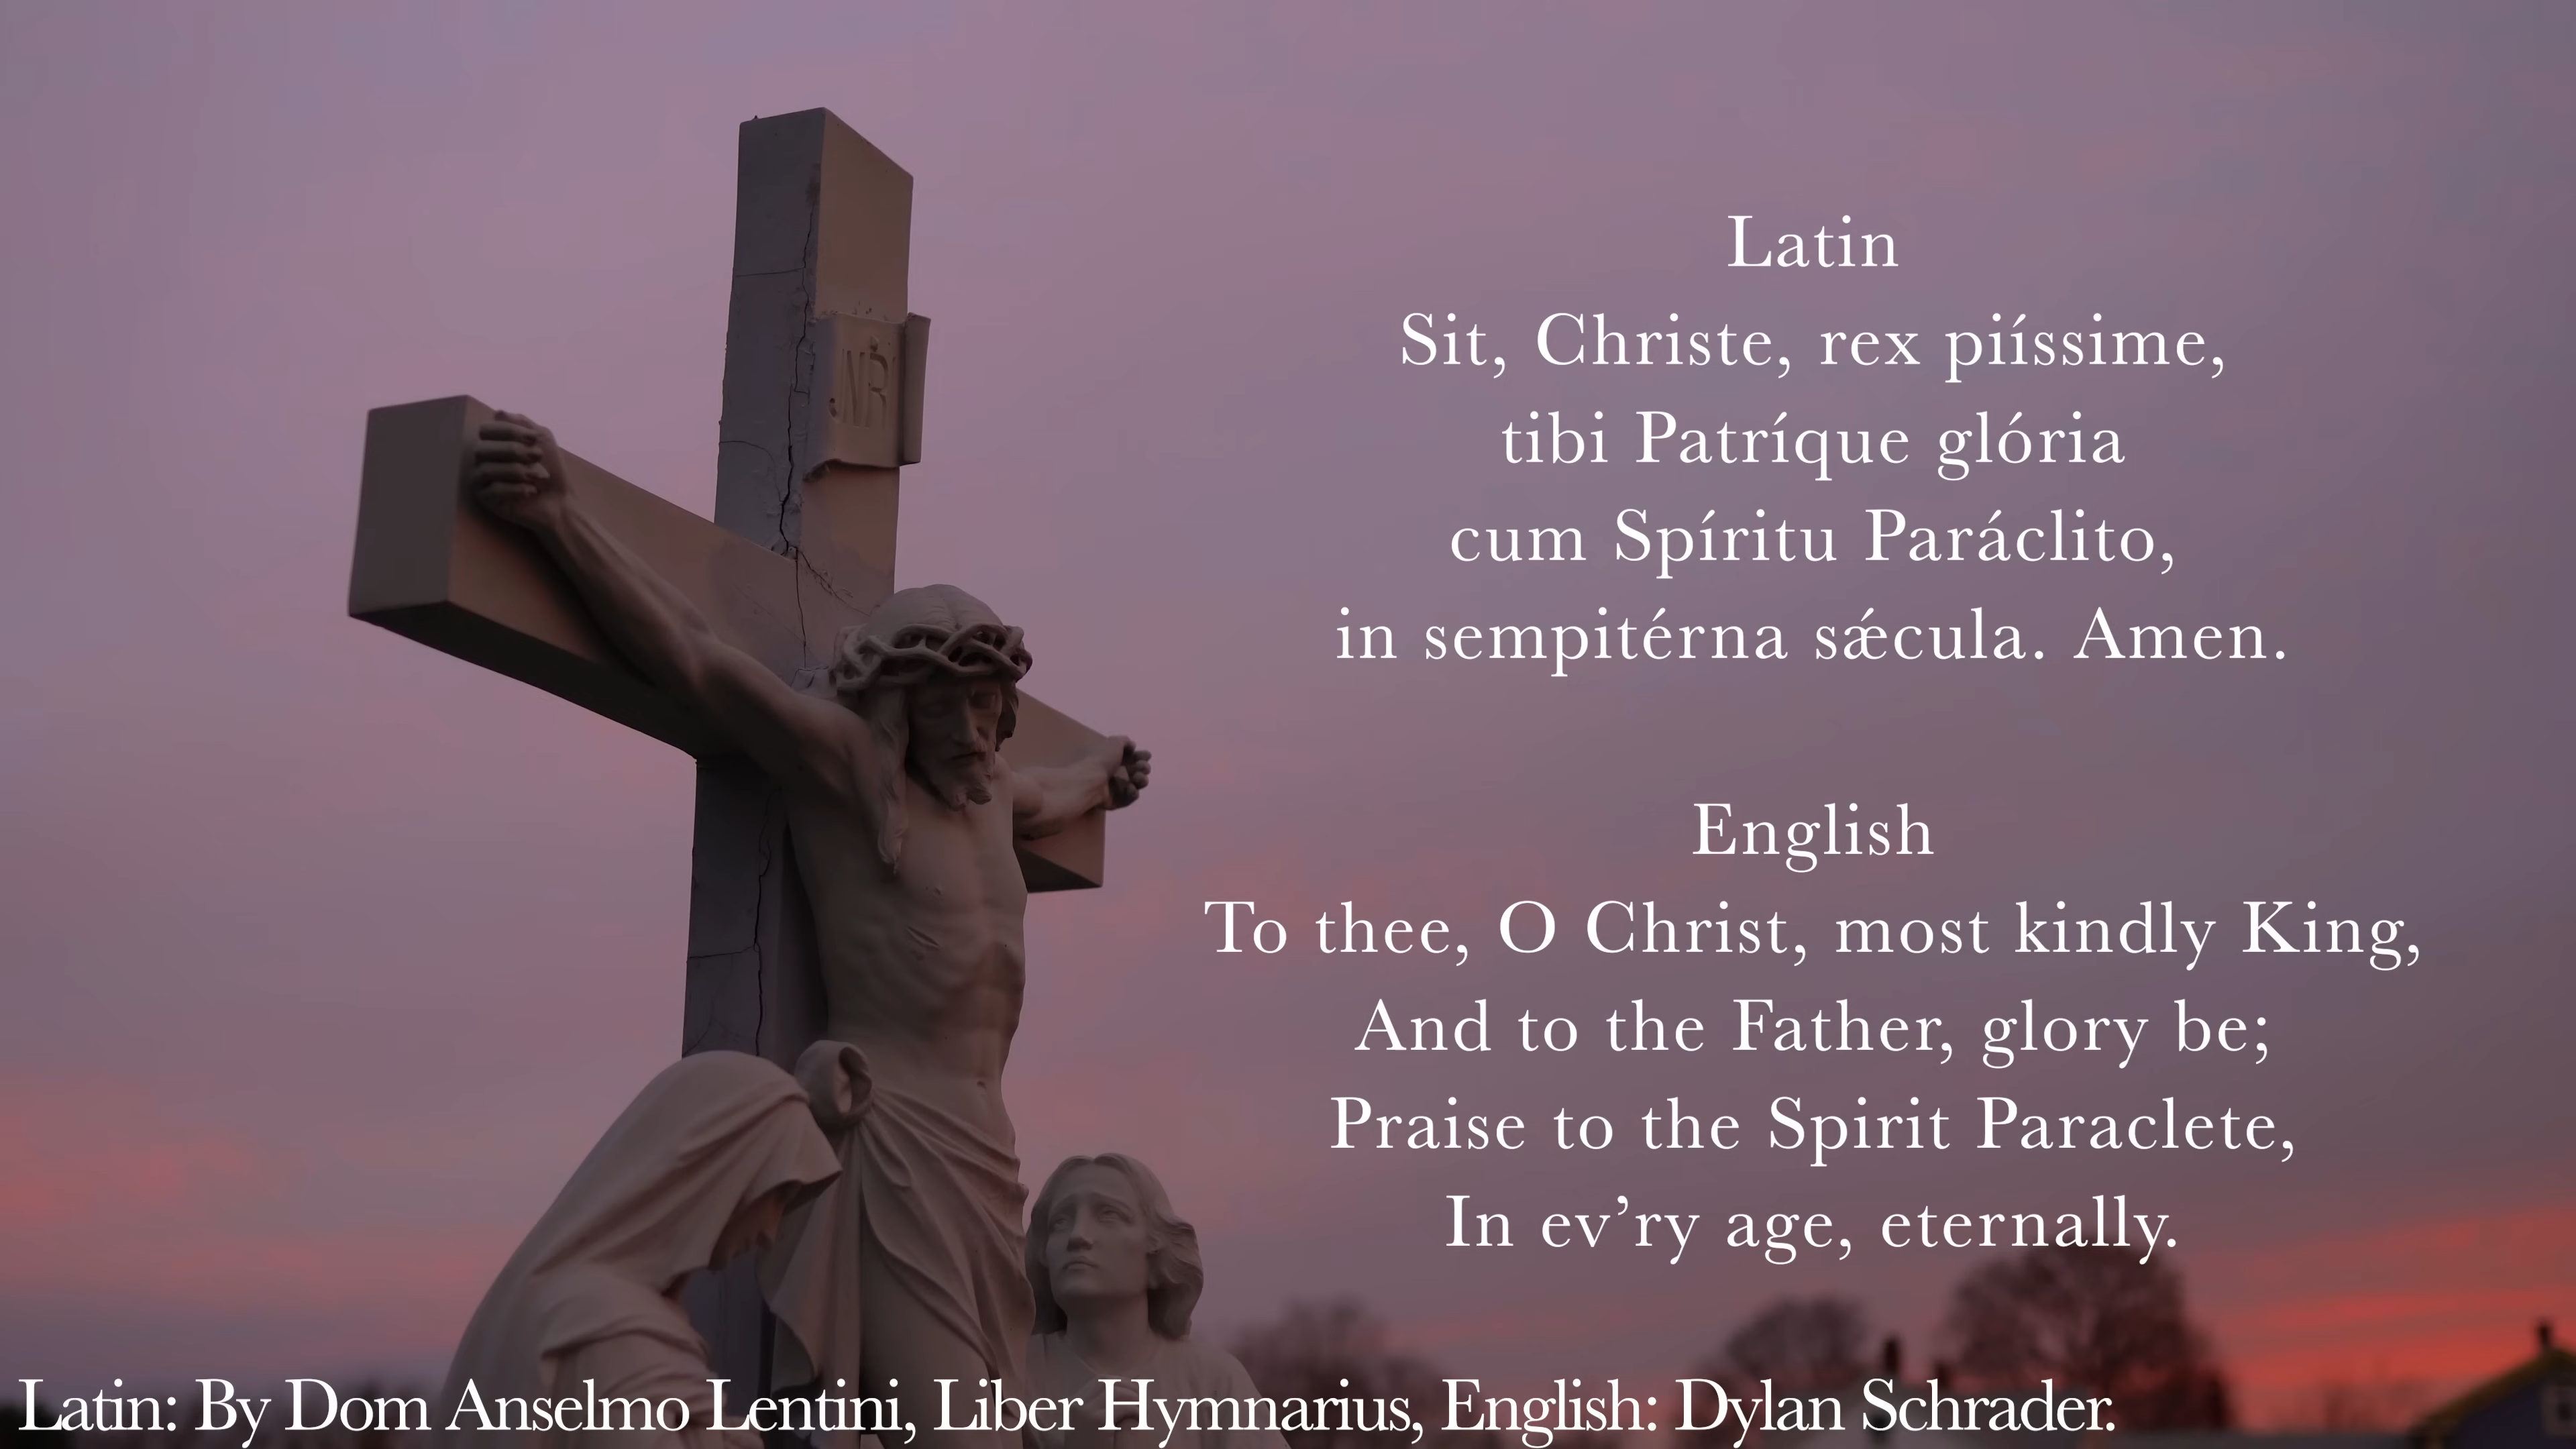 INRI
Latin
Sit, Christe, rex piíssime,
tibi Patríque glória
cum Spíritu Paráclito,
in sempitérna sǽcula. Amen.
English
To thee, O Christ, most kindly King,
And to the Father, glory be;
Praise to the Spirit Paraclete,
In ev’ry age, eternally.
Latin: By Dom Anselmo Lentini, Liber Hymnarius, English: Dylan Schrader.